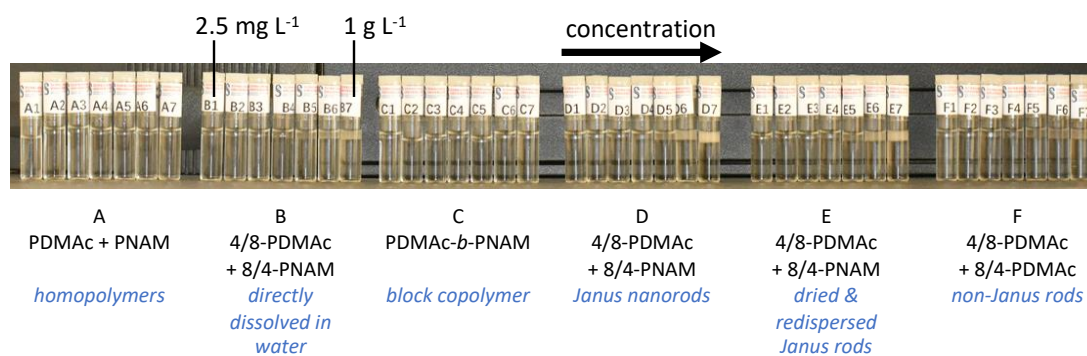 2.5 mg L-1
1 g L-1
concentration
A1 A2 A3 A4 A5 A6 A7
B1 B2 B3 B4 B5 B6 B7
C1 C2 C3 C4 C5 C6 C7
D1 D2 D3 D4 D5 D6 D7
E1 E2 E3 E4 E5 E6 E7
F1 F2 F3 F4 F5 F6
A
PDMAc + PNAM
homopolymers
B
4/8-PDMAc
+ 8/4-PNAM
directly
dissolved in
water
C
PDMAc-b-PNAM
block copolymer
D
4/8-PDMAc
+ 8/4-PNAM
Janus nanorods
E
4/8-PDMAc
+ 8/4-PNAM
dried &
redispersed
Janus rods
F
4/8-PDMAc
+ 8/4-PDMAc
non-Janus rods